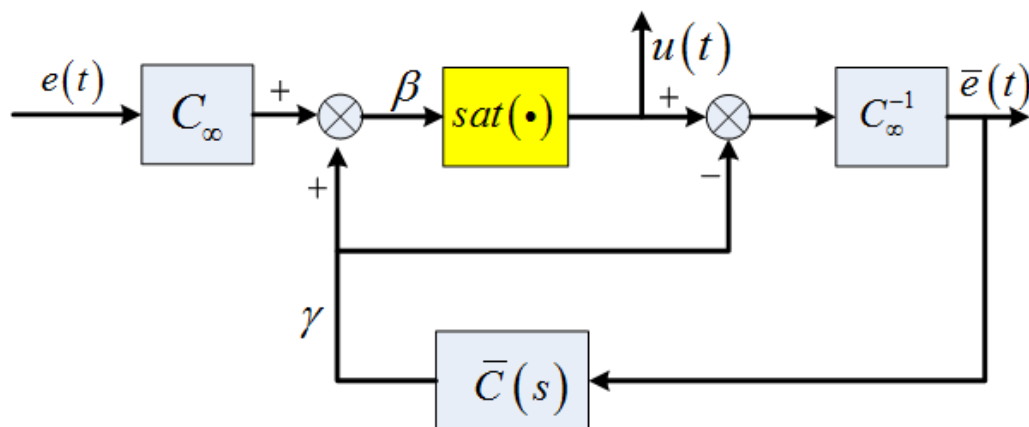 e(t)
C∞
+
β
sat(•)
u(t)
+
C∞⁻¹
e̅(t)
+
−
γ
C̅(s)